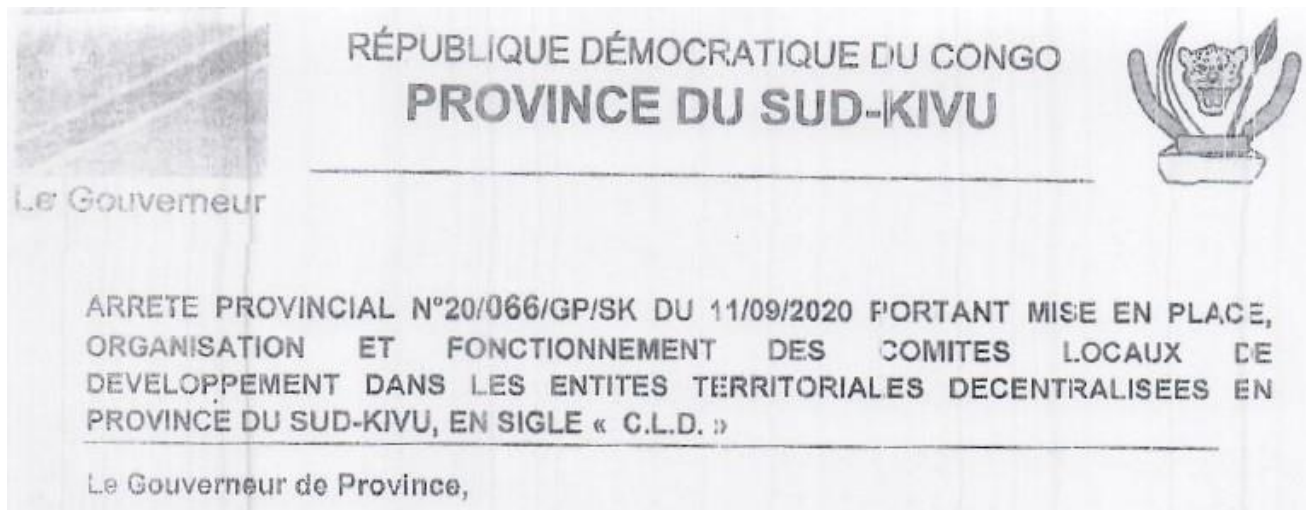 RÉPUBLIQUE DÉMOCRATIQUE DU CONGO
PROVINCE DU SUD-KIVU
Le Gouverneur
ARRETE PROVINCIAL N°20/066/GP/SK DU 11/09/2020 PORTANT MISE EN PLACE,
ORGANISATION ET FONCTIONNEMENT DES COMITES LOCAUX DE
DEVELOPPEMENT DANS LES ENTITES TERRITORIALES DECENTRALISEES EN
PROVINCE DU SUD-KIVU, EN SIGLE « C.L.D. »
Le Gouverneur de Province,